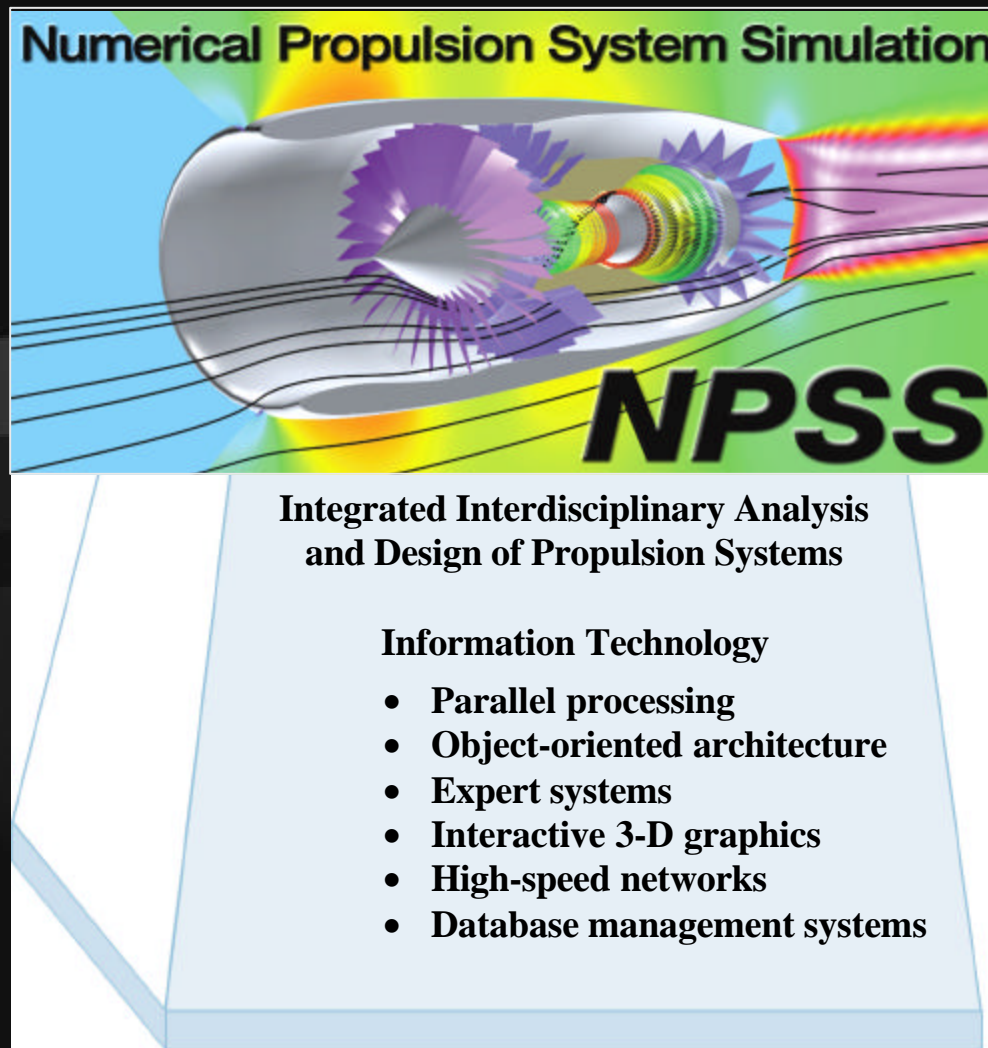 Numerical Propulsion System Simulation
NPSS
Integrated Interdisciplinary Analysis
and Design of Propulsion Systems
Information Technology
• Parallel processing
• Object-oriented architecture
• Expert systems
• Interactive 3-D graphics
• High-speed networks
• Database management systems